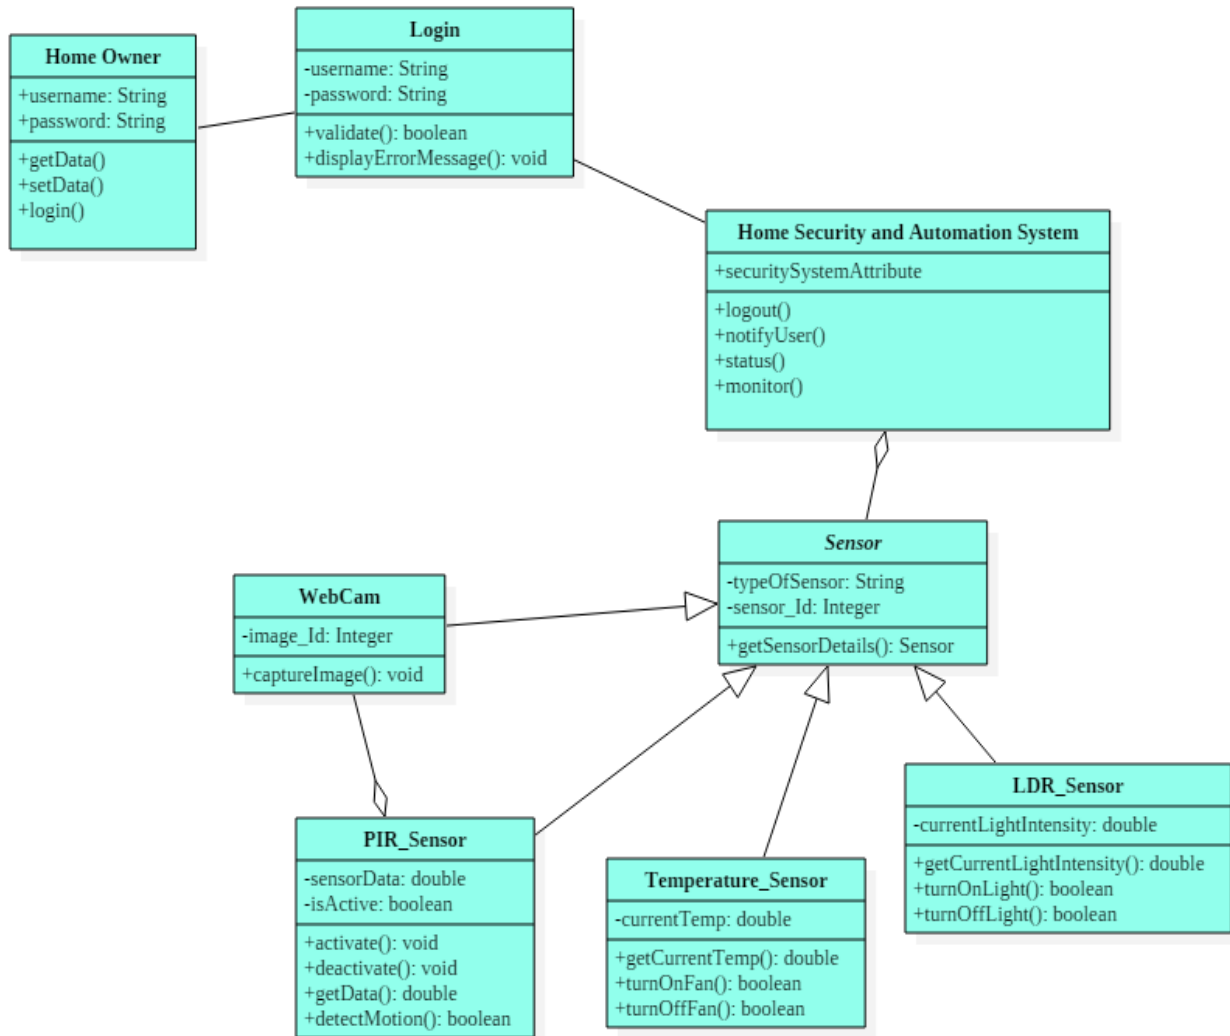 Home Owner
+username: String
+password: String
+getData()
+setData()
+login()
Login
-username: String
-password: String
+validate(): boolean
+displayErrorMessage(): void
Home Security and Automation System
+securitySystemAttribute
+logout()
+notifyUser()
+status()
+monitor()
Sensor
-typeOfSensor: String
-sensor_Id: Integer
+getSensorDetails(): Sensor
WebCam
-image_Id: Integer
+captureImage(): void
PIR_Sensor
-sensorData: double
-isActive: boolean
+activate(): void
+deactivate(): void
+getData(): double
+detectMotion(): boolean
Temperature_Sensor
-currentTemp: double
+getCurrentTemp(): double
+turnOnFan(): boolean
+turnOffFan(): boolean
LDR_Sensor
-currentLightIntensity: double
+getCurrentLightIntensity(): double
+turnOnLight(): boolean
+turnOffLight(): boolean